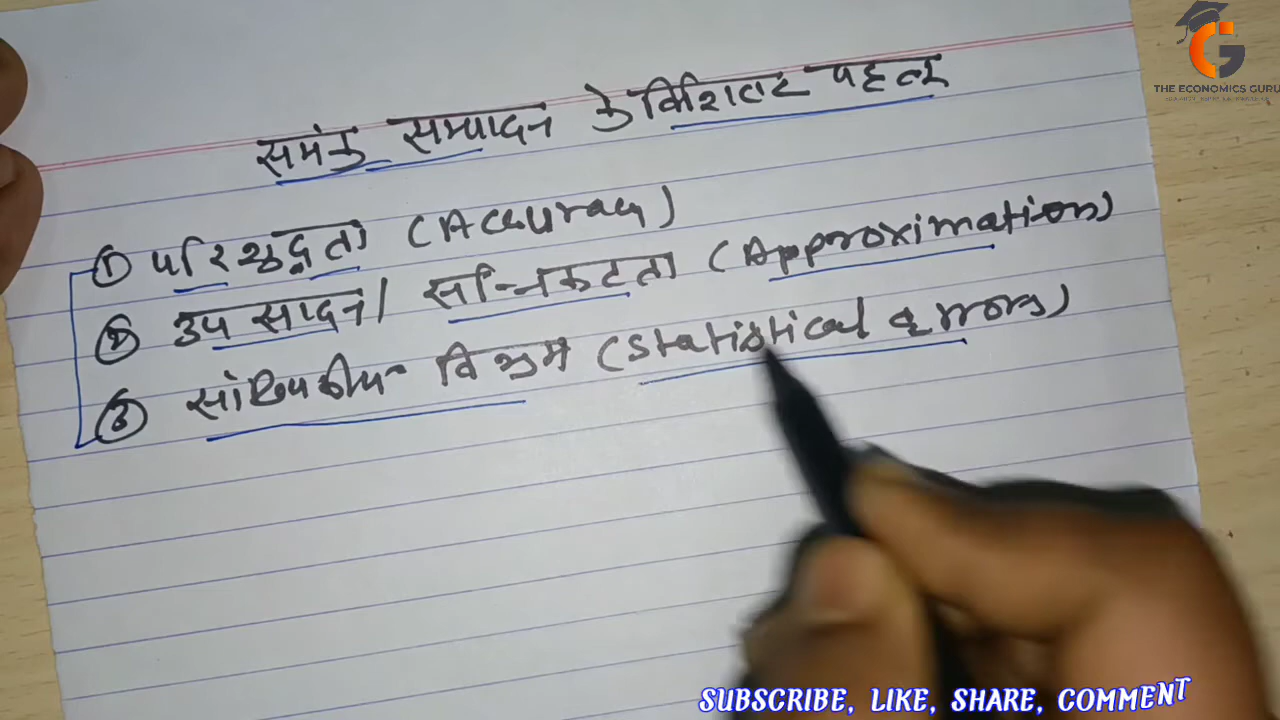 समंक सम्पादन के विशिष्ट पहलू
① परिशुद्धता (Accuracy)
② उपसादन/ सन्निकटता (Approximation)
③ सांख्यिकीय विभ्रम (Statistical Errors)
THE ECONOMICS GURU
SUBSCRIBE, LIKE, SHARE, COMMENT